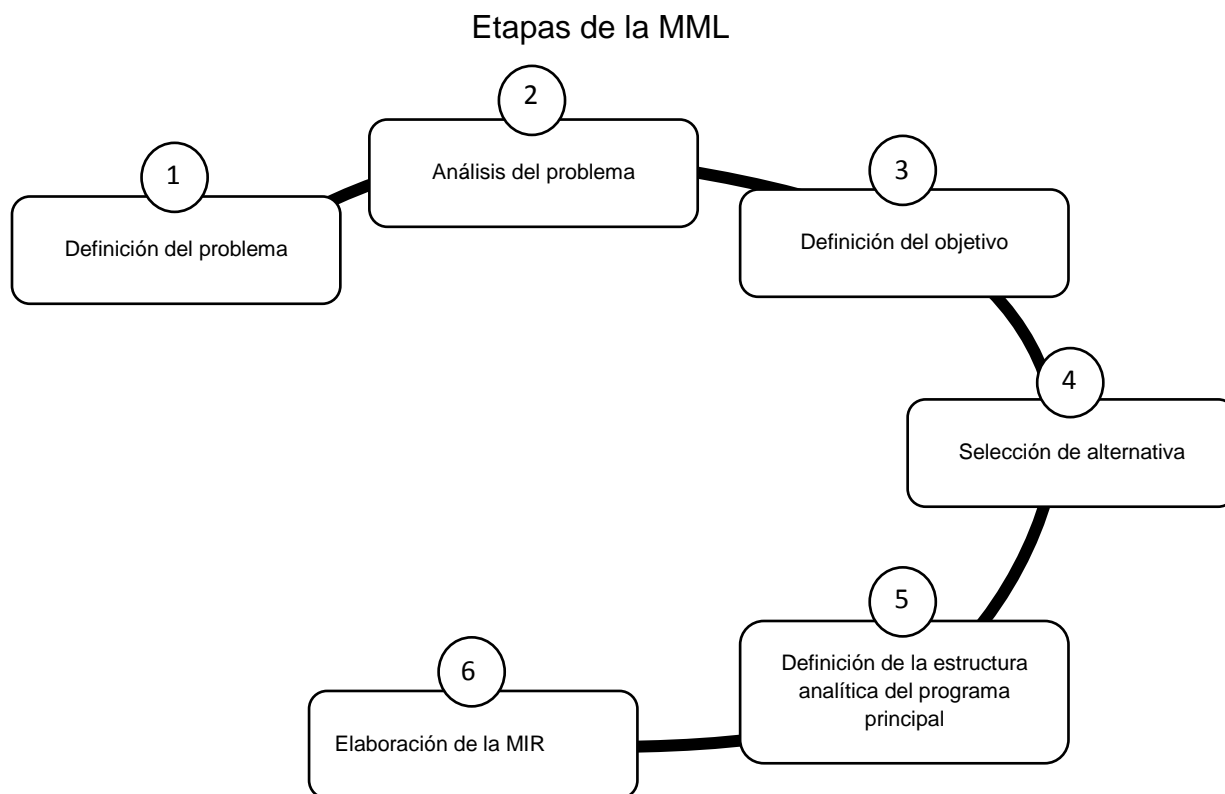 Etapas de la MML
1
Definición del problema
2
Análisis del problema
3
Definición del objetivo
4
Selección de alternativa
5
Definición de la estructura
analítica del programa
principal
6
Elaboración de la MIR